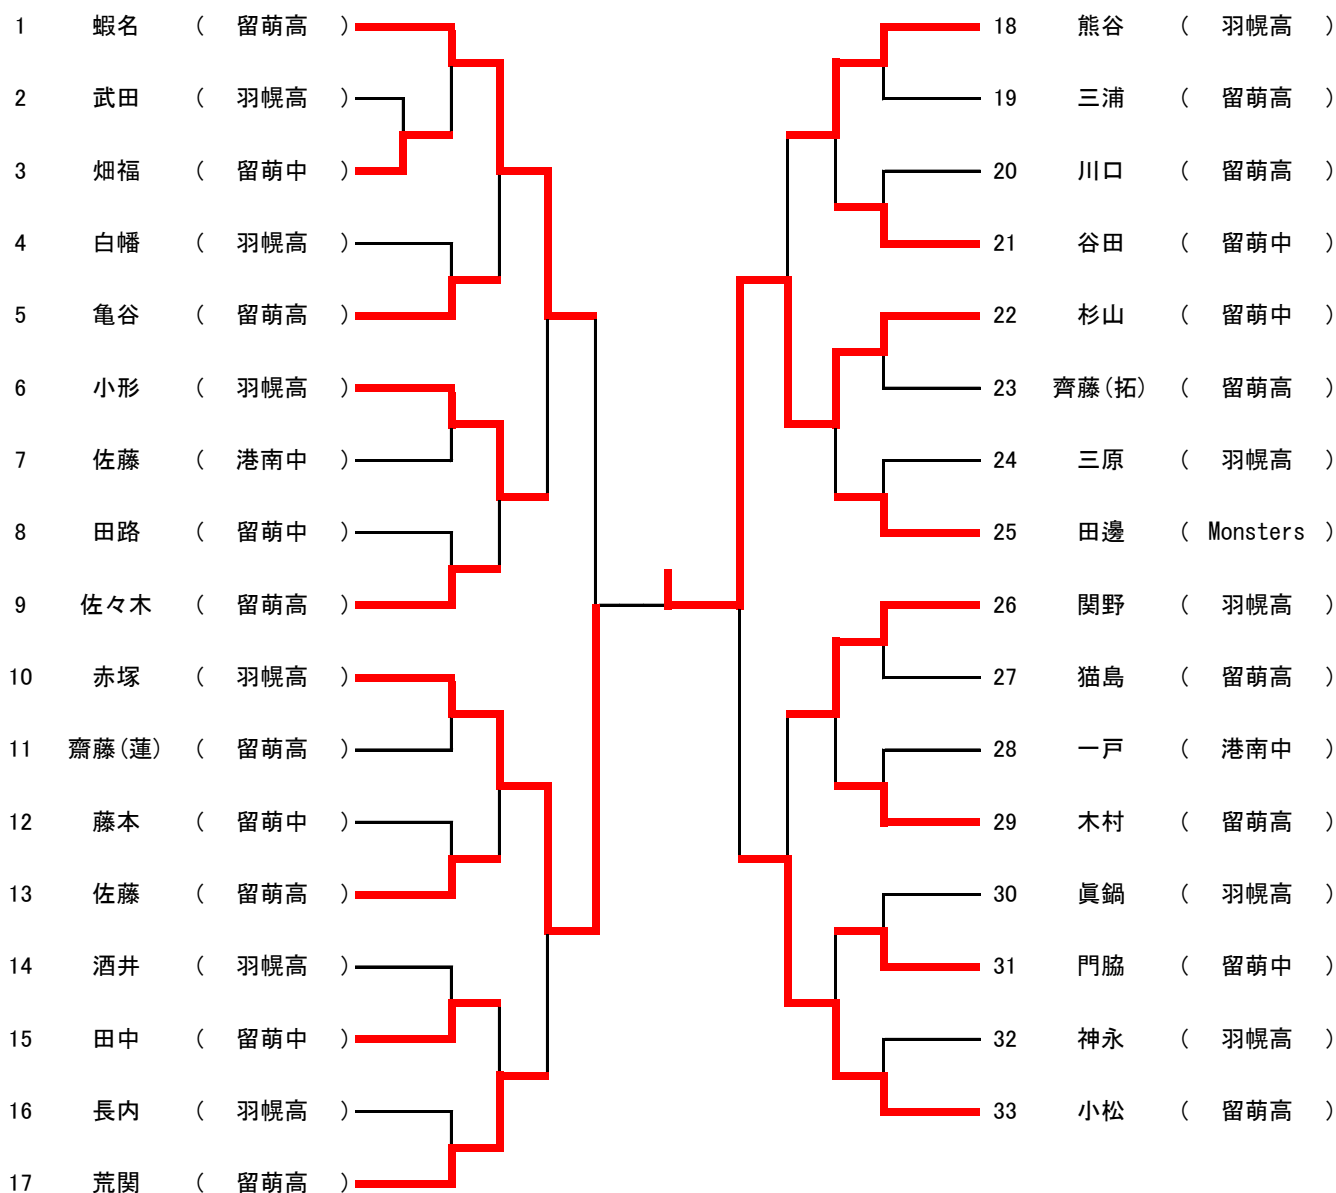 1 蝦名 ( 留萌高 ) 18 熊谷 ( 羽幌高 )
2 武田 ( 羽幌高 ) 19 三浦 ( 留萌高 )
3 畑福 ( 留萌中 ) 20 川口 ( 留萌高 )
4 白幡 ( 羽幌高 ) 21 谷田 ( 留萌中 )
5 亀谷 ( 留萌高 ) 22 杉山 ( 留萌中 )
6 小形 ( 羽幌高 ) 23 齊藤(拓) ( 留萌高 )
7 佐藤 ( 港南中 ) 24 三原 ( 羽幌高 )
8 田路 ( 留萌中 ) 25 田邊 ( Monsters )
9 佐々木 ( 留萌高 ) 26 関野 ( 羽幌高 )
10 赤塚 ( 羽幌高 ) 27 猫島 ( 留萌高 )
11 齋藤(蓮) ( 留萌高 ) 28 一戸 ( 港南中 )
12 藤本 ( 留萌中 ) 29 木村 ( 留萌高 )
13 佐藤 ( 留萌高 ) 30 眞鍋 ( 羽幌高 )
14 酒井 ( 羽幌高 ) 31 門脇 ( 留萌中 )
15 田中 ( 留萌中 ) 32 神永 ( 羽幌高 )
16 長内 ( 羽幌高 ) 33 小松 ( 留萌高 )
17 荒関 ( 留萌高 )